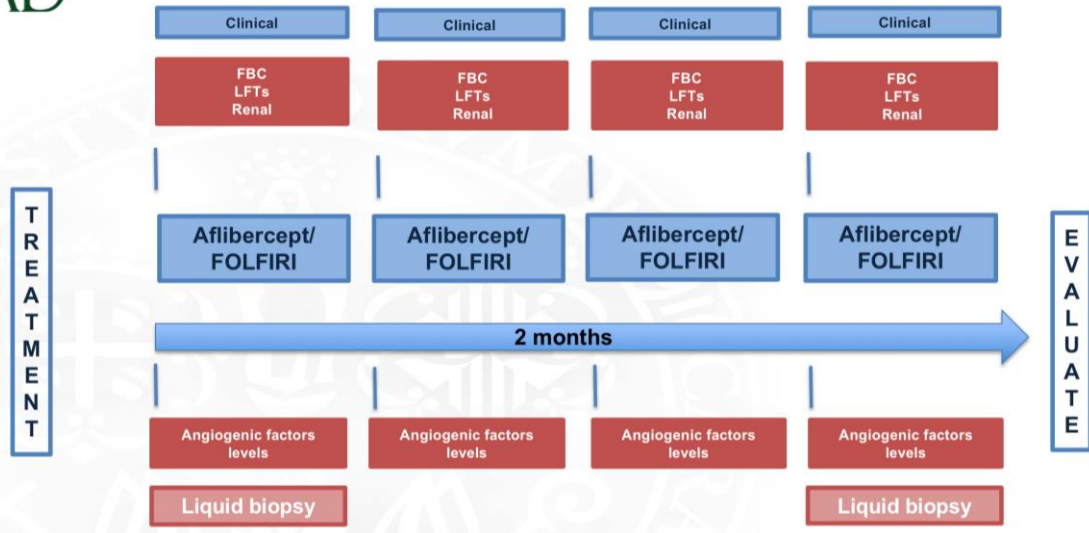 AD
Clinical
Clinical
Clinical
Clinical
FBC
LFTs
Renal
FBC
LFTs
Renal
FBC
LFTs
Renal
FBC
LFTs
Renal
TREATMENT
Aflibercept/
FOLFIRI
Aflibercept/
FOLFIRI
Aflibercept/
FOLFIRI
Aflibercept/
FOLFIRI
EVALUATE
2 months
Angiogenic factors
levels
Angiogenic factors
levels
Angiogenic factors
levels
Angiogenic factors
levels
Liquid biopsy
Liquid biopsy